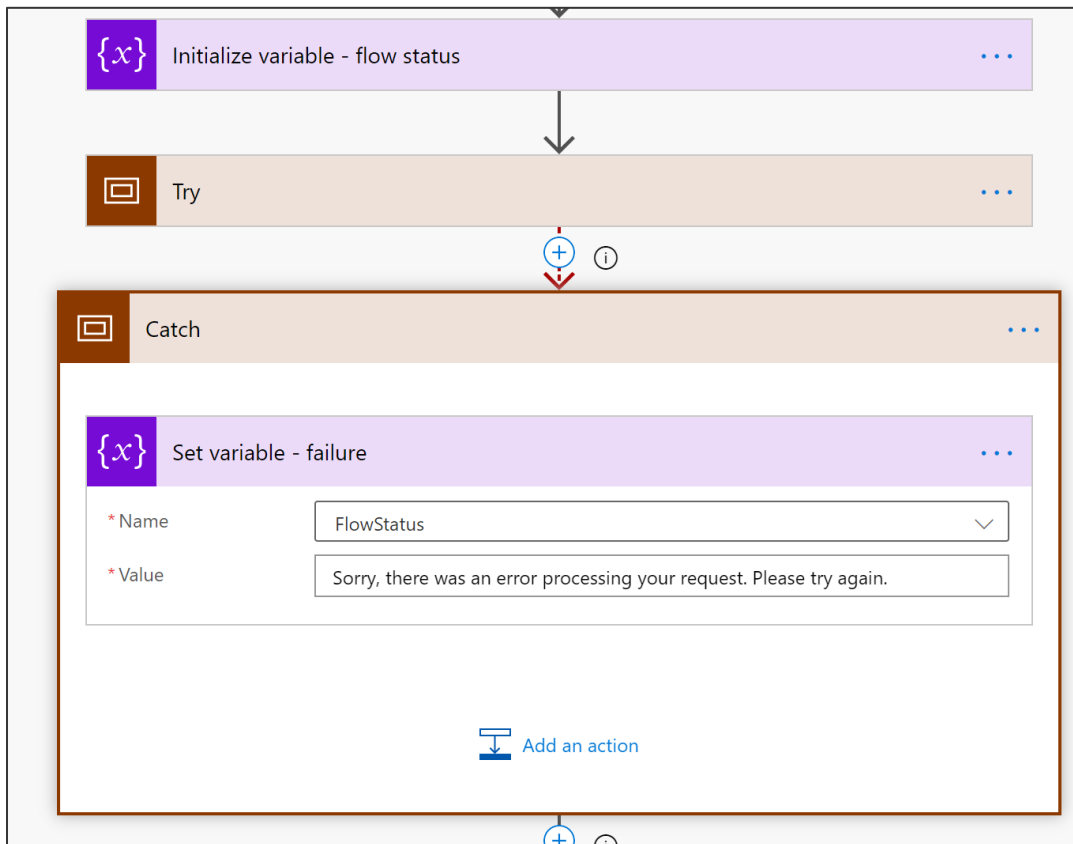 {x} Initialize variable - flow status ...
Try ...
i
Catch ...
{x} Set variable - failure ...
* Name FlowStatus
* Value Sorry, there was an error processing your request. Please try again.
Add an action